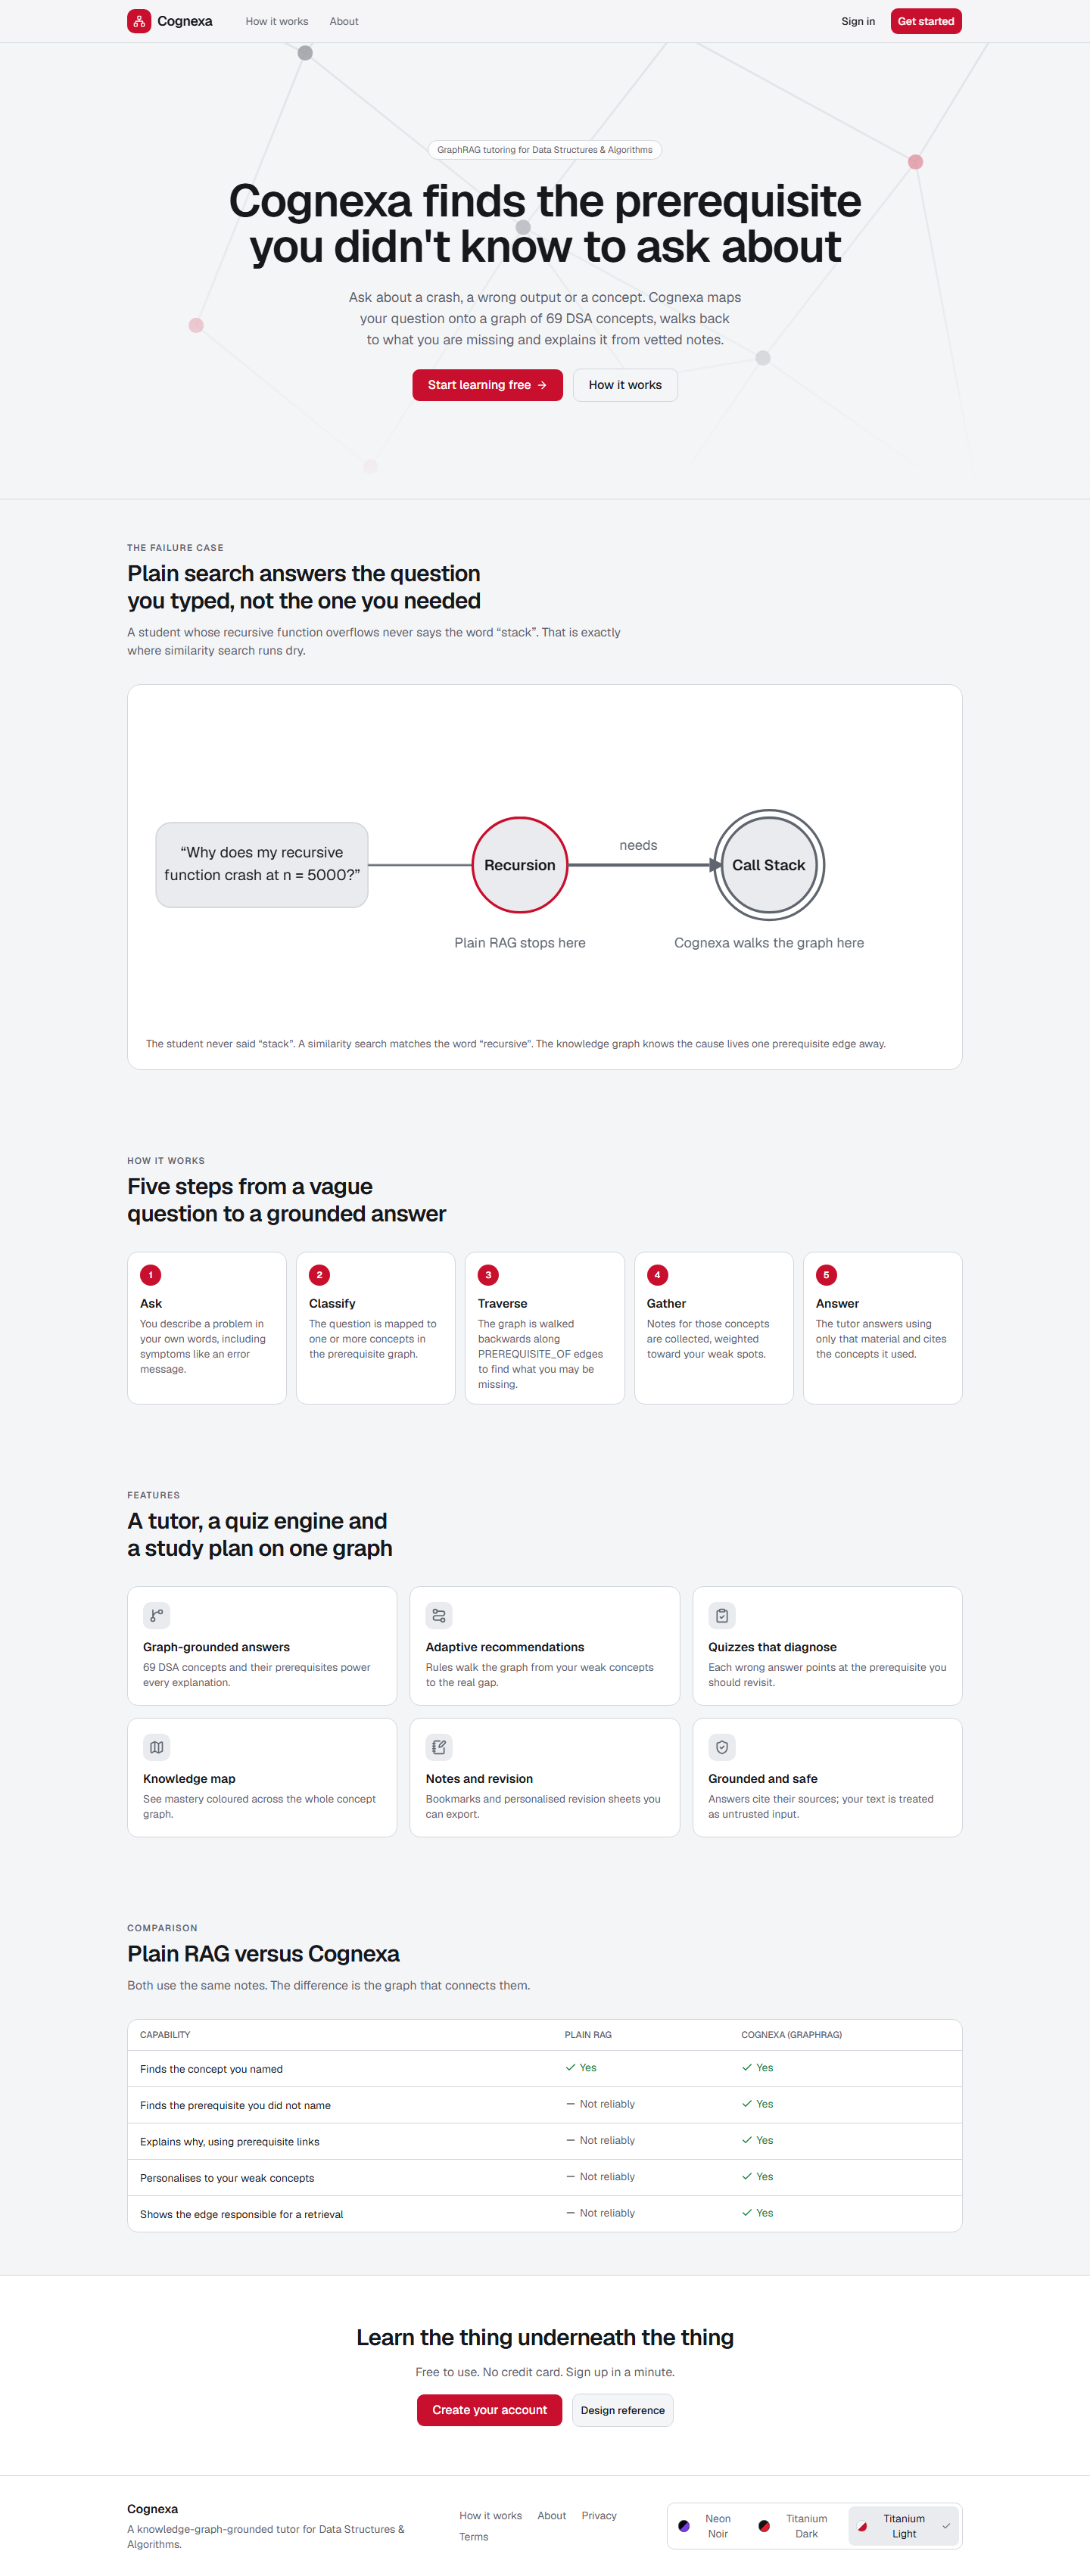 Cognexa
How it works
About
Sign in
Get started
GraphRAG tutoring for Data Structures & Algorithms
Cognexa finds the prerequisite
you didn't know to ask about
Ask about a crash, a wrong output or a concept. Cognexa maps
your question onto a graph of 69 DSA concepts, walks back
to what you are missing and explains it from vetted notes.
Start learning free →
How it works
THE FAILURE CASE
Plain search answers the question
you typed, not the one you needed
A student whose recursive function overflows never says the word “stack”. That is exactly
where similarity search runs dry.
“Why does my recursive
function crash at n = 5000?”
Recursion
needs
Call Stack
Plain RAG stops here
Cognexa walks the graph here
The student never said “stack”. A similarity search matches the word “recursive”. The knowledge graph knows the cause lives one prerequisite edge away.
HOW IT WORKS
Five steps from a vague
question to a grounded answer
1
Ask
You describe a problem in
your own words, including
symptoms like an error
message.
2
Classify
The question is mapped to
one or more concepts in
the prerequisite graph.
3
Traverse
The graph is walked
backwards along
PREREQUISITE_OF edges
to find what you may be
missing.
4
Gather
Notes for those concepts
are collected, weighted
toward your weak spots.
5
Answer
The tutor answers using
only that material and cites
the concepts it used.
FEATURES
A tutor, a quiz engine and
a study plan on one graph
Graph-grounded answers
69 DSA concepts and their prerequisites power
every explanation.
Adaptive recommendations
Rules walk the graph from your weak concepts
to the real gap.
Quizzes that diagnose
Each wrong answer points at the prerequisite you
should revisit.
Knowledge map
See mastery coloured across the whole concept
graph.
Notes and revision
Bookmarks and personalised revision sheets you
can export.
Grounded and safe
Answers cite their sources; your text is treated
as untrusted input.
COMPARISON
Plain RAG versus Cognexa
Both use the same notes. The difference is the graph that connects them.
CAPABILITY PLAIN RAG COGNEXA (GRAPHRAG)
Finds the concept you named Yes Yes
Finds the prerequisite you did not name Not reliably Yes
Explains why, using prerequisite links Not reliably Yes
Personalises to your weak concepts Not reliably Yes
Shows the edge responsible for a retrieval Not reliably Yes
Learn the thing underneath the thing
Free to use. No credit card. Sign up in a minute.
Create your account
Design reference
Cognexa
A knowledge-graph-grounded tutor for Data Structures &
Algorithms.
How it works About Privacy
Terms
Neon
Noir
Titanium
Dark
Titanium
Light